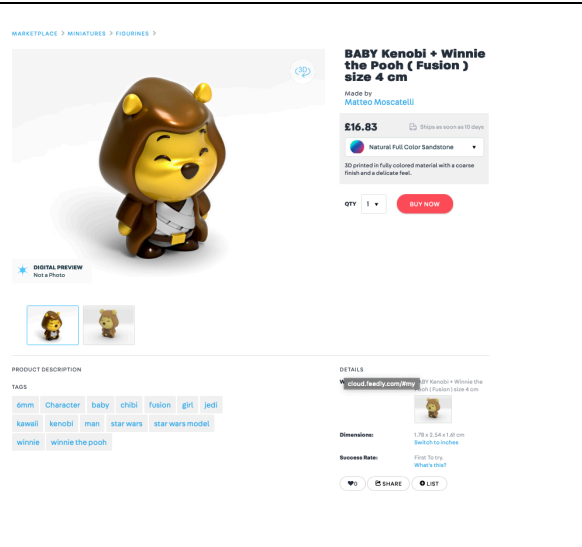 MARKETPLACE > MINIATURES > FIGURINES >
3D
BABY Kenobi + Winnie
the Pooh ( Fusion )
size 4 cm
Made by
Matteo Moscatelli
£16.83
Ships as soon as 10 days
Natural Full Color Sandstone
3D printed in fully colored material with a coarse
finish and a delicate feel.
QTY 1 BUY NOW
DIGITAL PREVIEW
Not a Photo
PRODUCT DESCRIPTION
TAGS
6mm Character baby chibi fusion girl jedi
kawaii kenobi man star wars star wars model
winnie winnie the pooh
DETAILS
cloud.feedly.com/#my
BABY Kenobi + Winnie the
Pooh ( Fusion ) size 4 cm
Dimensions: 1.78 x 2.54 x 1.61 cm
Switch to inches
Success Rate: First To try.
What's this?
0 SHARE LIST